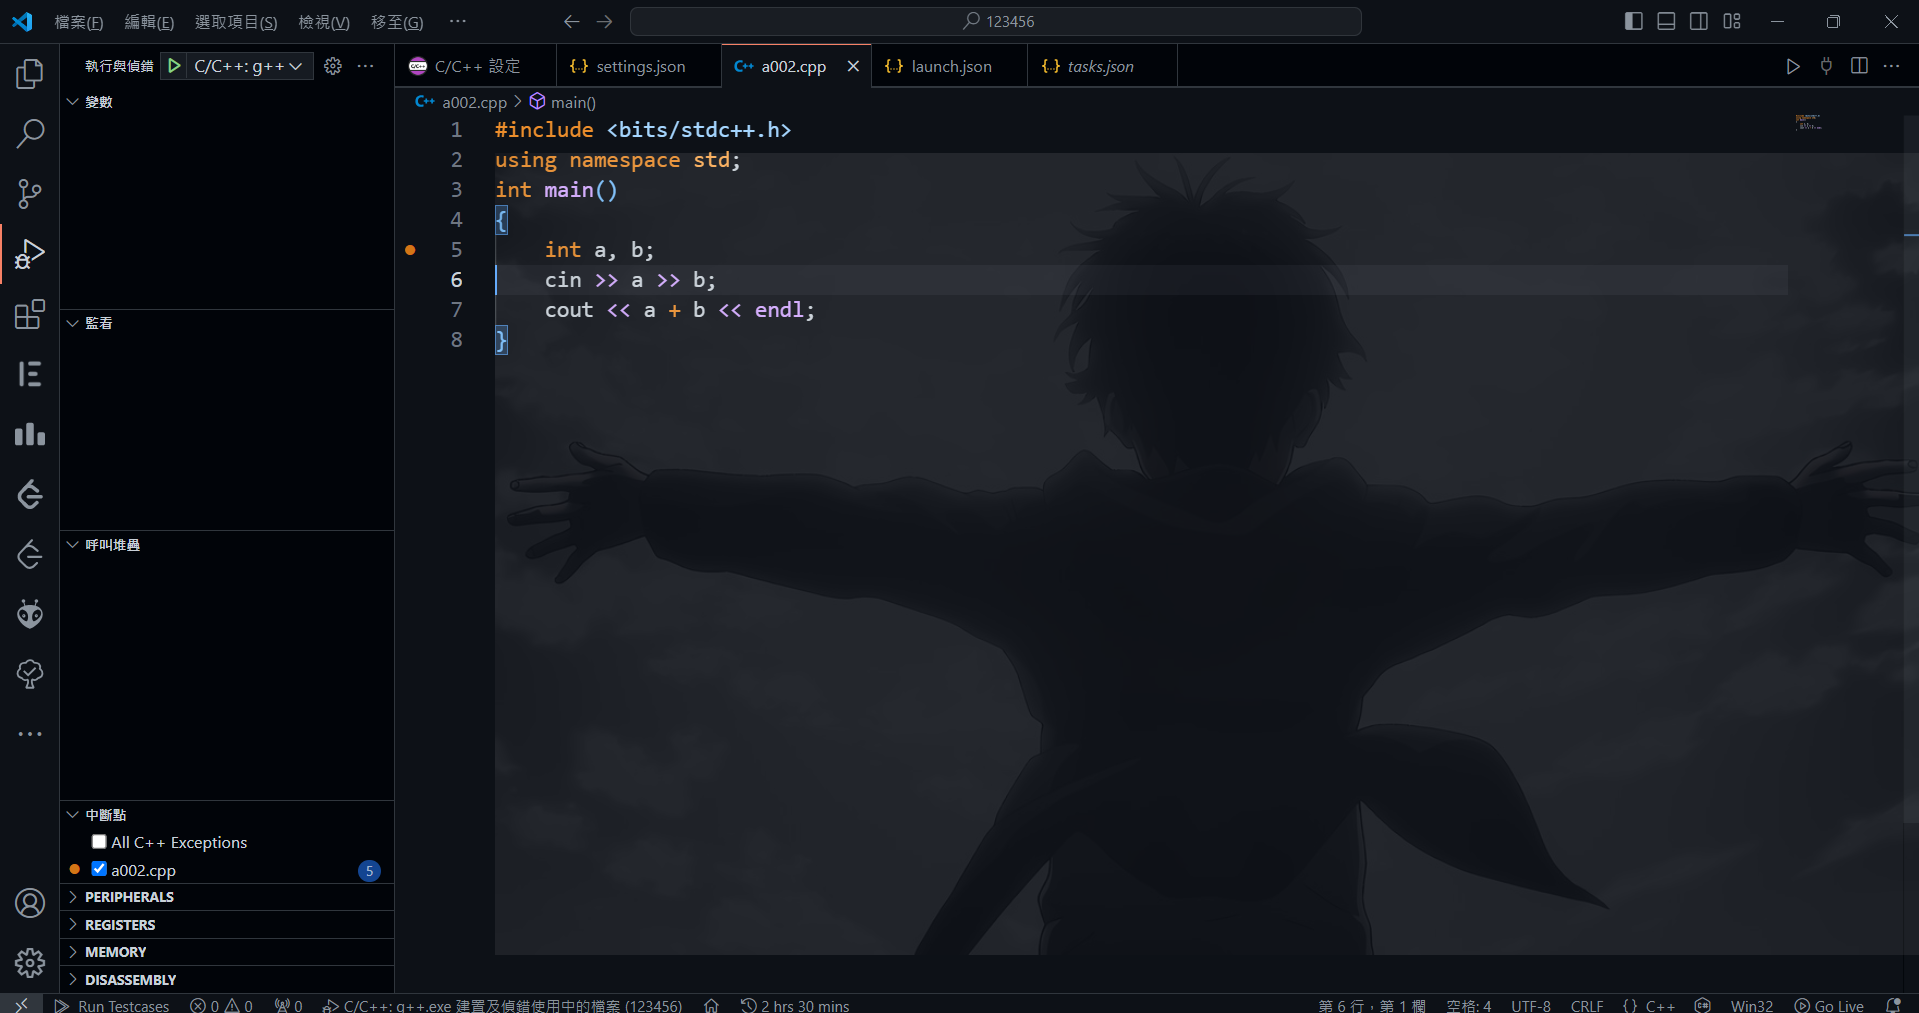 檔案(F) 編輯(E) 選取項目(S) 檢視(V) 移至(G) ··· 123456
執行與偵錯 C/C++: g++ ···
C/C++ 設定 {..} settings.json C++ a002.cpp {..} launch.json {..} tasks.json ···
C++ a002.cpp > main()
變數
監看
呼叫堆疊
中斷點
All C++ Exceptions
a002.cpp 5
PERIPHERALS
REGISTERS
MEMORY
DISASSEMBLY
1 #include <bits/stdc++.h>
2 using namespace std;
3 int main()
4 {
5 int a, b;
6 cin >> a >> b;
7 cout << a + b << endl;
8 }
Run Testcases 0 0 0 C/C++: g++.exe 建置及偵錯使用中的檔案 (123456) 2 hrs 30 mins 第 6 行，第 1 欄 空格: 4 UTF-8 CRLF {} C++ Win32 Go Live